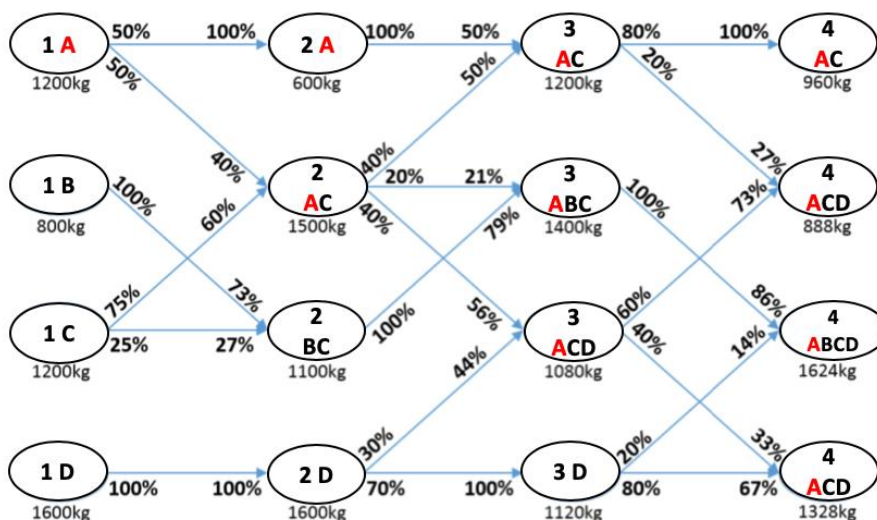 50% 100% 100% 50% 3 80% 100% 4
1 A 2 A AC AC
1200kg 50% 600kg 50% 1200kg 20% 960kg
40% 2 40% 3 27% 4
1 B 100% AC 20% 21% ABC 100% 73% ACD
800kg 60% 1500kg 40% 79% 1400kg 888kg
75% 73% 2 56% 3 60% 86% 4
1 C BC 100% ACD 40% 14% ABCD
1200kg 25% 27% 1100kg 44% 1080kg 1624kg
30% 20% 33% 4
1 D 2 D 3 D ACD
1600kg 100% 100% 1600kg 70% 100% 1120kg 80% 67% 1328kg